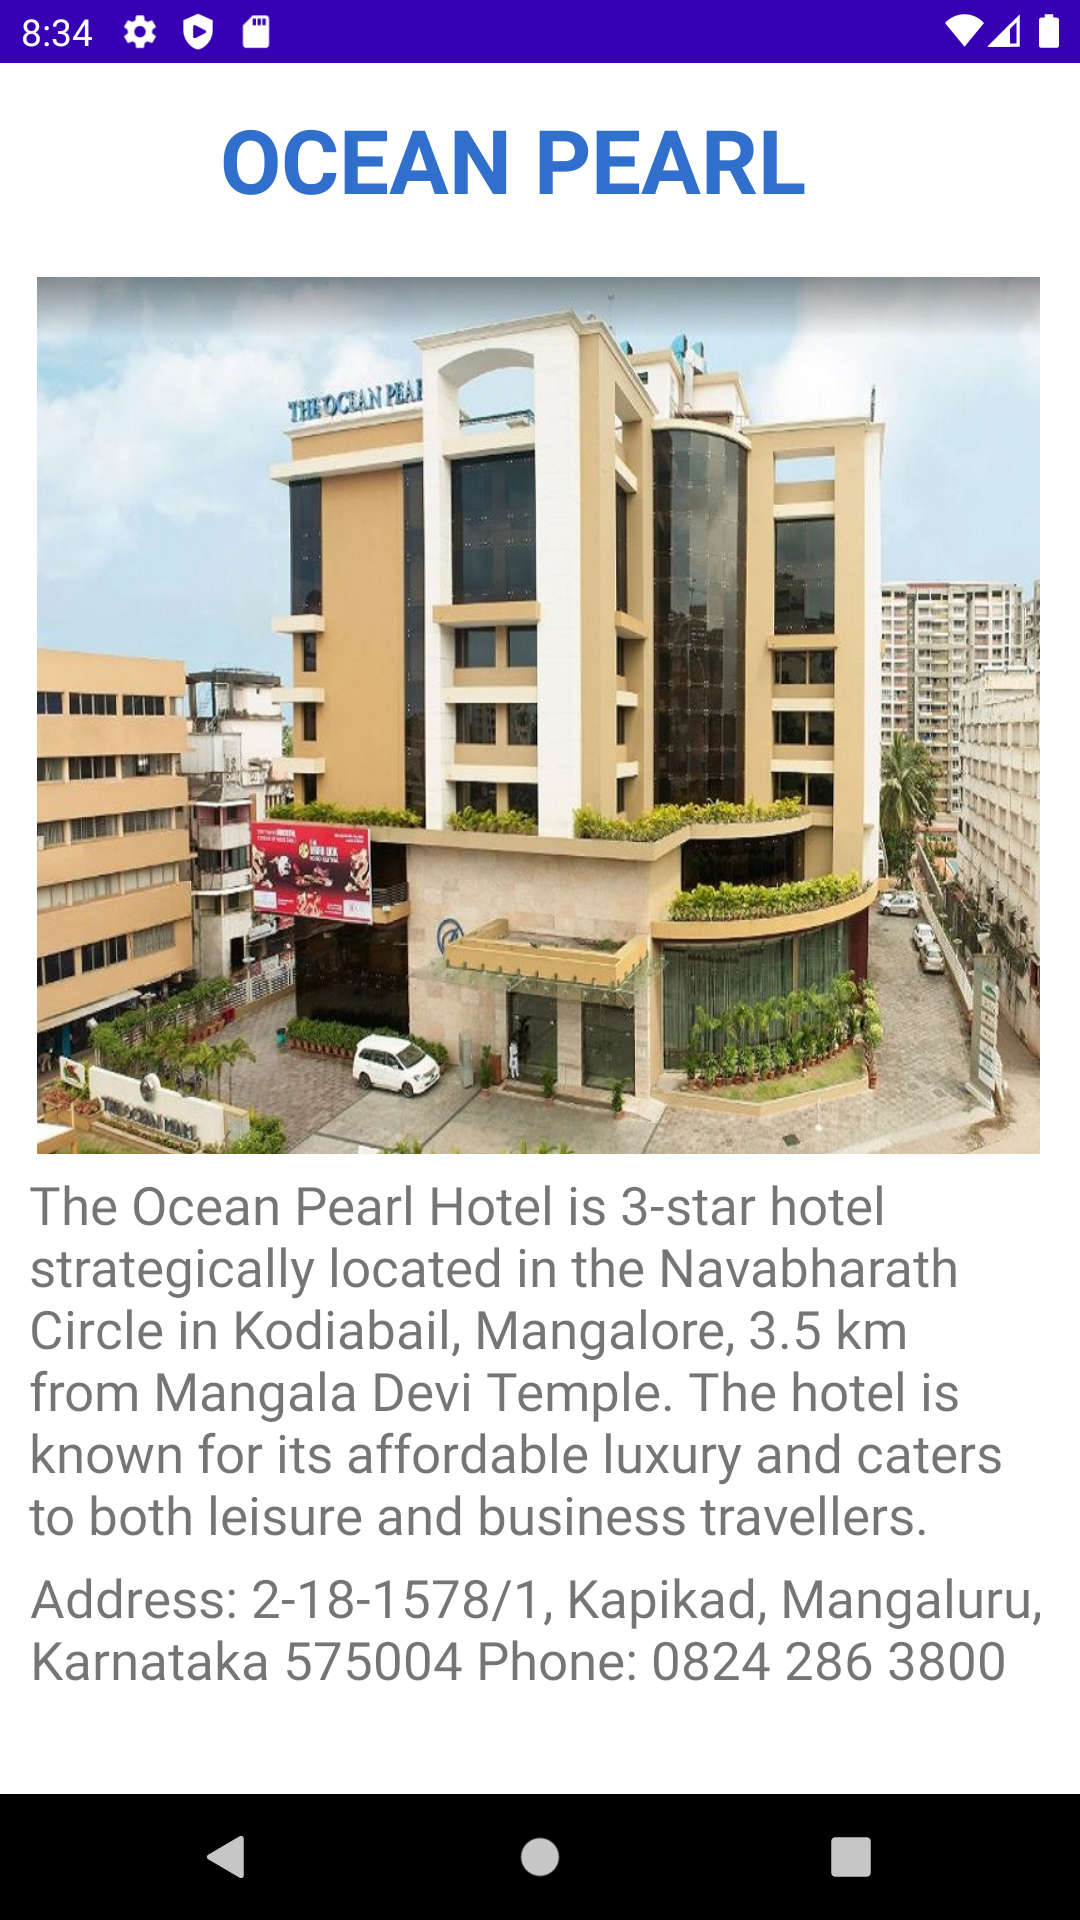 8:34
OCEAN PEARL
THE OCEAN PEAR
THE OCEAN PEARL
The Ocean Pearl Hotel is 3-star hotel
strategically located in the Navabharath
Circle in Kodiabail, Mangalore, 3.5 km
from Mangala Devi Temple. The hotel is
known for its affordable luxury and caters
to both leisure and business travellers.
Address: 2-18-1578/1, Kapikad, Mangaluru,
Karnataka 575004 Phone: 0824 286 3800